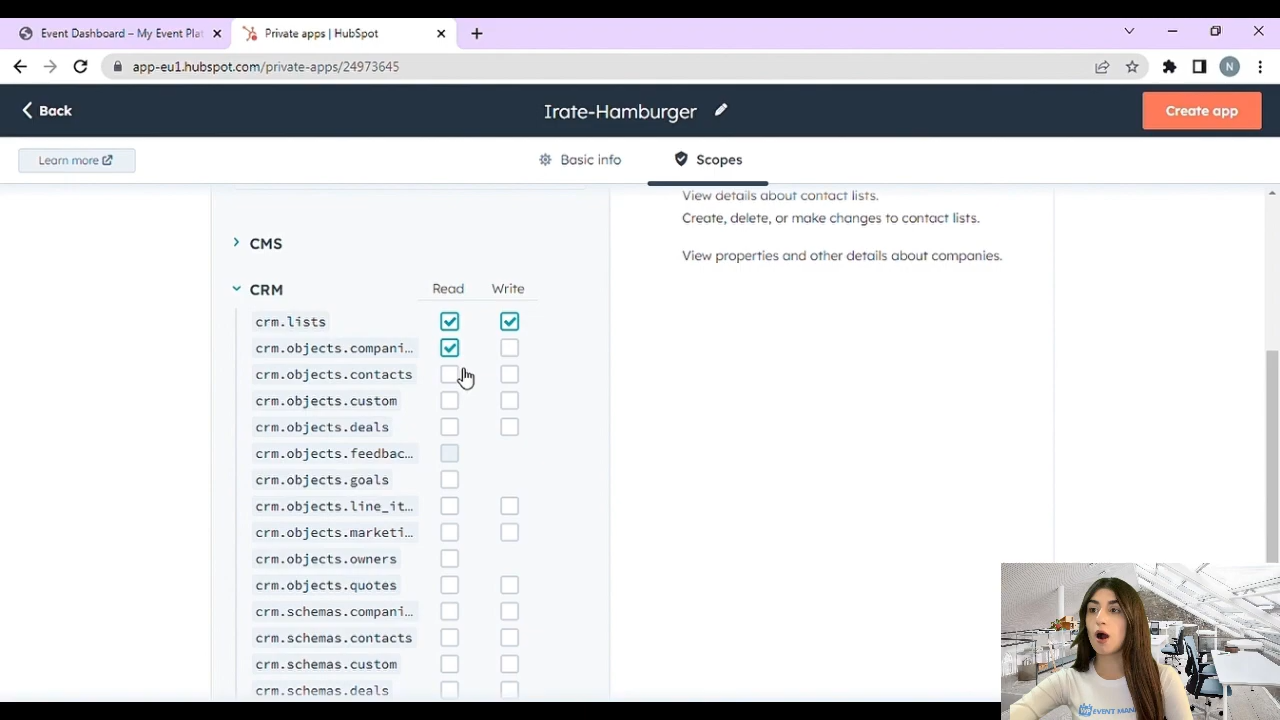 Event Dashboard – My Event Plat
Private apps | HubSpot
app-eu1.hubspot.com/private-apps/24973645
N
Back
Irate-Hamburger
Create app
Learn more
Basic info
Scopes
View details about contact lists.
Create, delete, or make changes to contact lists.
View properties and other details about companies.
CMS
CRM
Read
Write
crm.lists
crm.objects.compani...
crm.objects.contacts
crm.objects.custom
crm.objects.deals
crm.objects.feedbac...
crm.objects.goals
crm.objects.line_it...
crm.objects.marketi...
crm.objects.owners
crm.objects.quotes
crm.schemas.compani...
crm.schemas.contacts
crm.schemas.custom
crm.schemas.deals
EVENT MAN